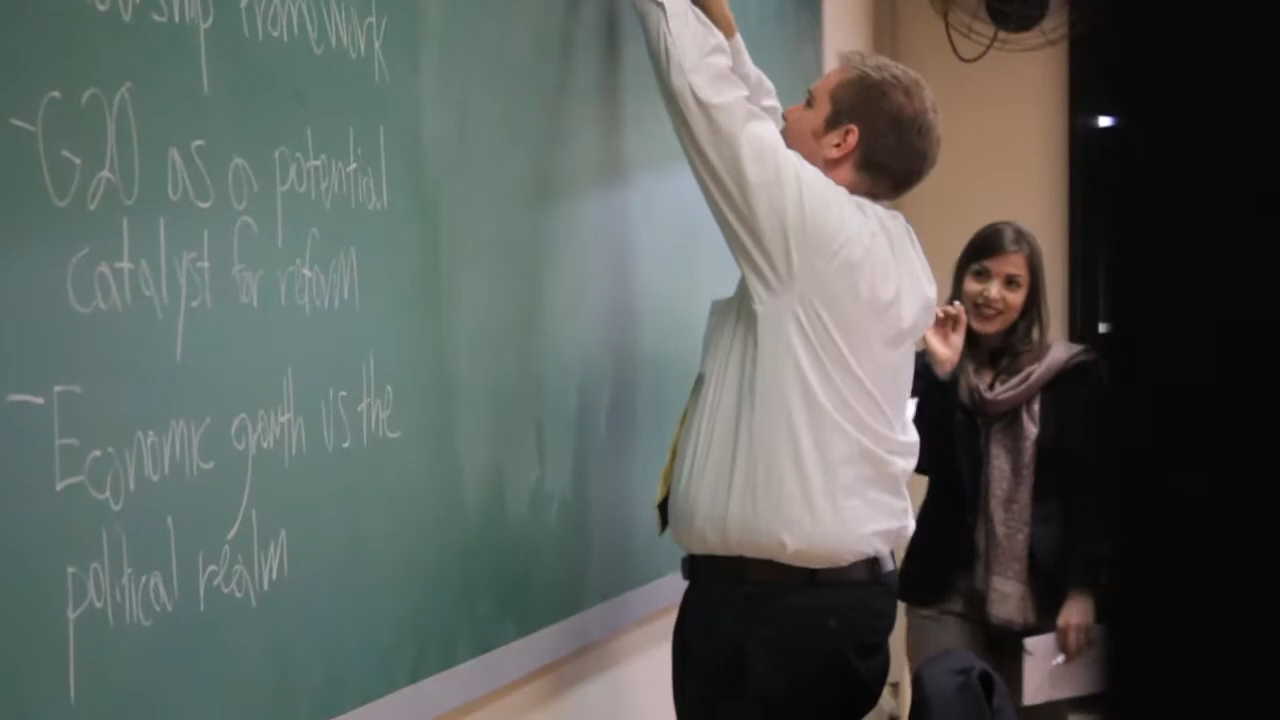 framework
- G20 as a potential
catalyst for reform
- Economic growth vs the
political realm